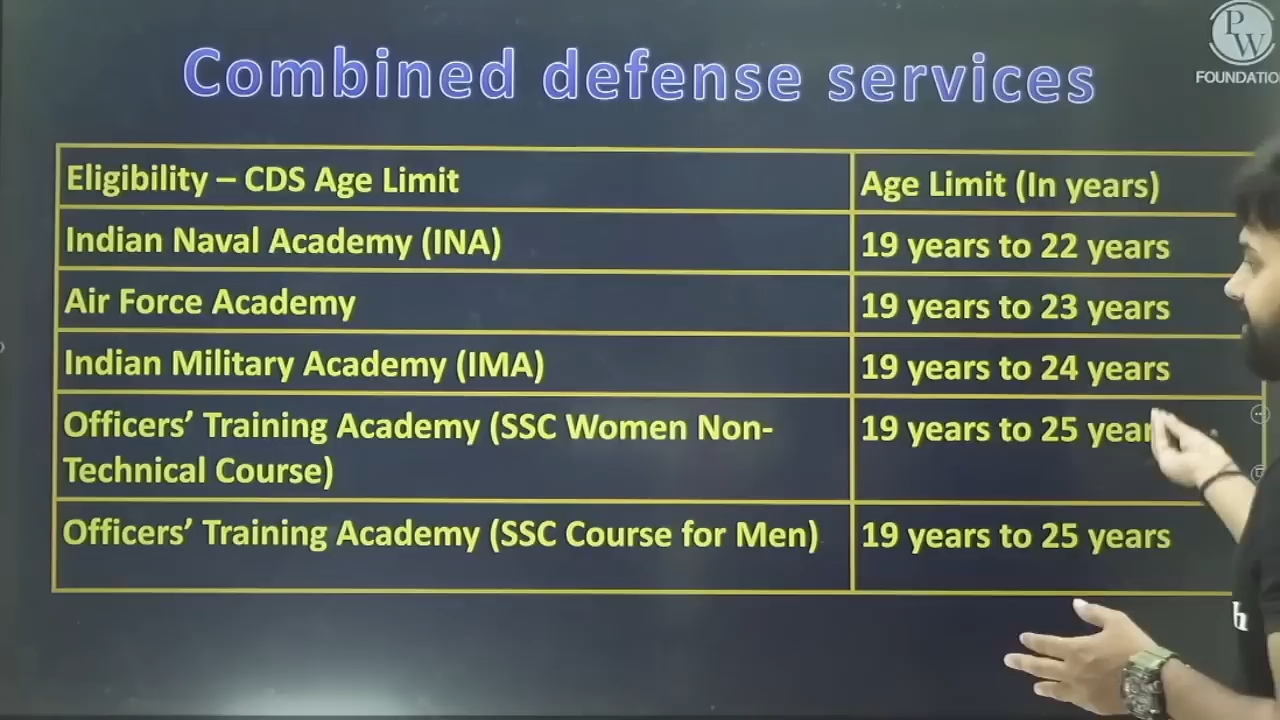 PW
FOUNDATIO
Combined defense services
Eligibility – CDS Age Limit
Age Limit (In years)
Indian Naval Academy (INA)
19 years to 22 years
Air Force Academy
19 years to 23 years
Indian Military Academy (IMA)
19 years to 24 years
Officers’ Training Academy (SSC Women Non-
Technical Course)
19 years to 25 year
Officers’ Training Academy (SSC Course for Men)
19 years to 25 years